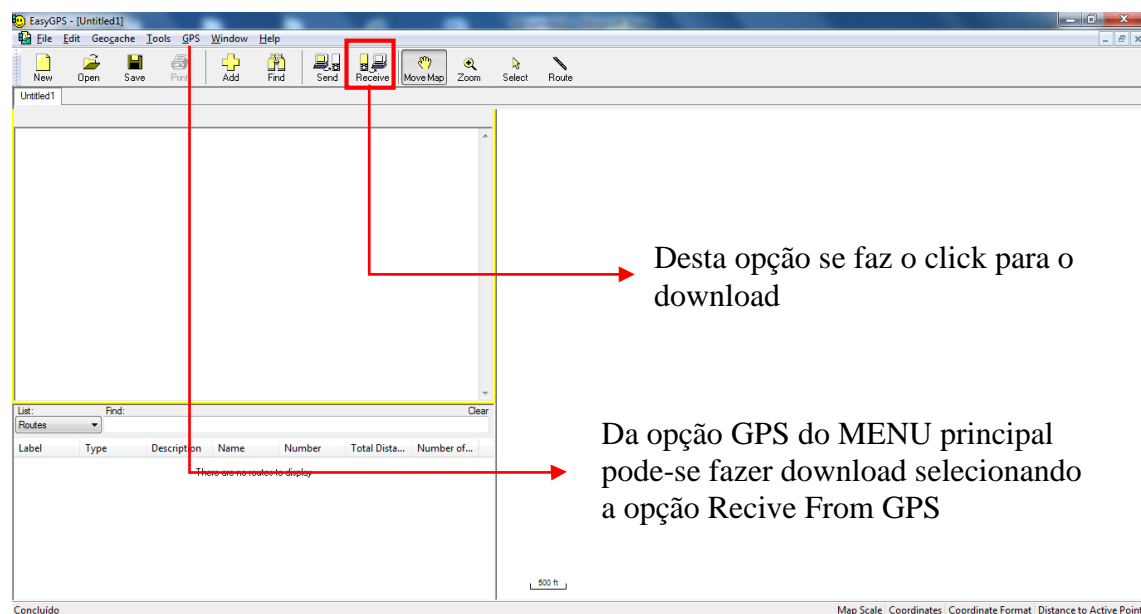 EasyGPS - [Untitled1]
File Edit Geocache Tools GPS Window Help
New Open Save Print Add Find Send Receive Move Map Zoom Select Route
Untitled1
Desta opção se faz o click para o
download
List: Find: Clear
Routes
Label Type Description Name Number Total Dista... Number of...
There are no routes to display
Da opção GPS do MENU principal
pode-se fazer download selecionando
a opção Recive From GPS
500 ft
Concluído Map Scale Coordinates Coordinate Format Distance to Active Point